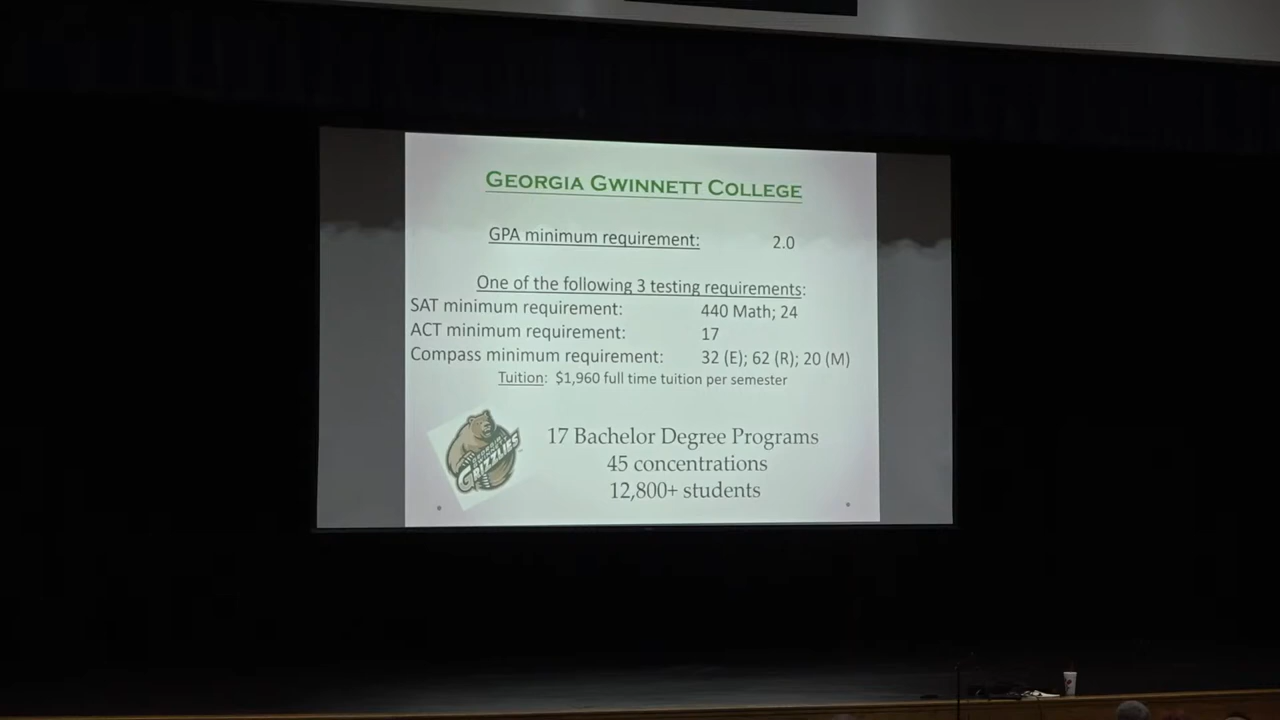 GEORGIA GWINNETT COLLEGE
GPA minimum requirement: 2.0
One of the following 3 testing requirements:
SAT minimum requirement: 440 Math; 24
ACT minimum requirement: 17
Compass minimum requirement: 32 (E); 62 (R); 20 (M)
Tuition: $1,960 full time tuition per semester
GRIZZLIES
17 Bachelor Degree Programs
45 concentrations
12,800+ students